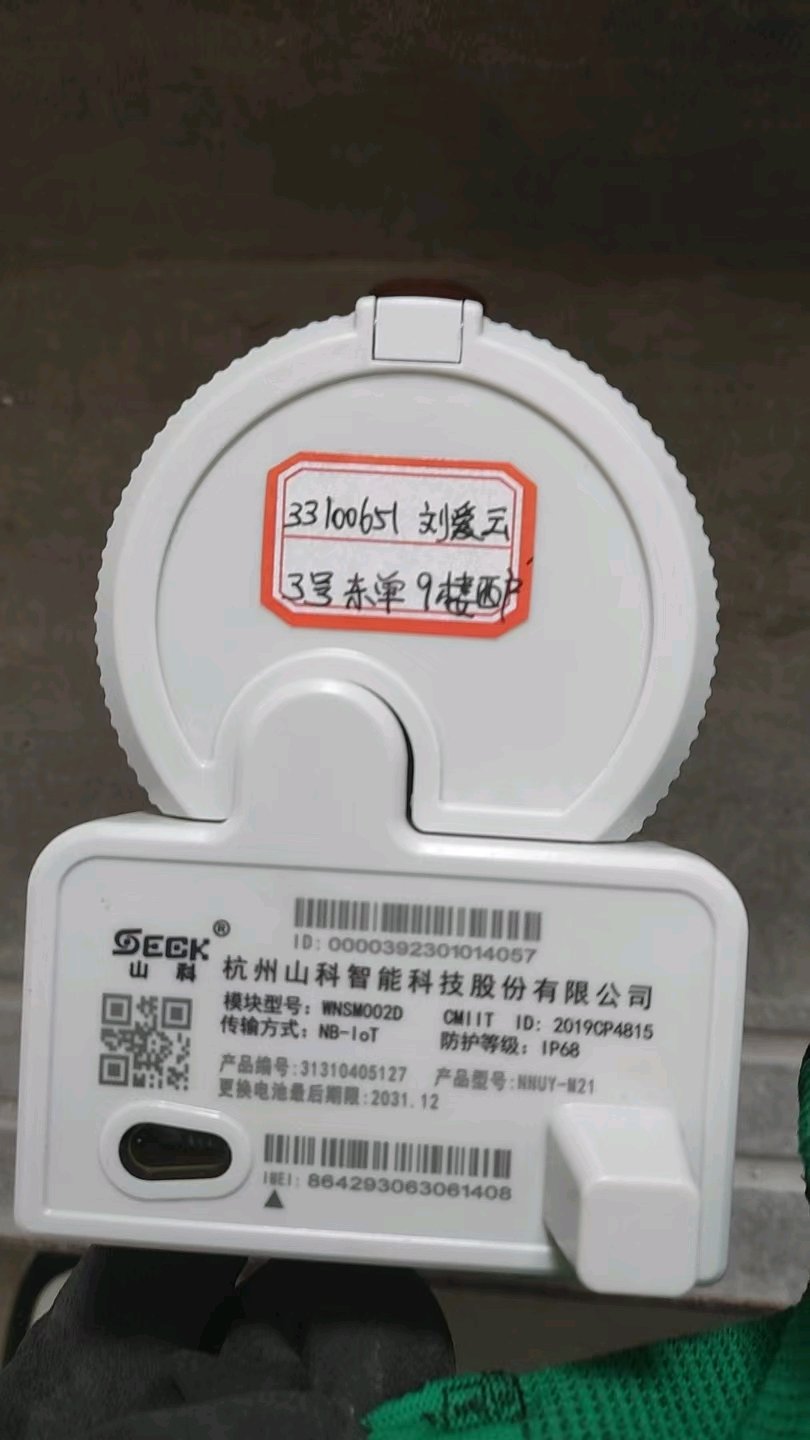 33100651 刘爱云
3号东单9楼西户
SECK®
山科
ID: 0000392301014057
杭州山科智能科技股份有限公司
模块型号: WNSM002D CMIIT ID: 2019CP4815
传输方式: NB-IoT 防护等级: IP68
产品编号:31310405127 产品型号:NNUY-M21
更换电池最后期限:2031.12
IMEI: 864293063061408